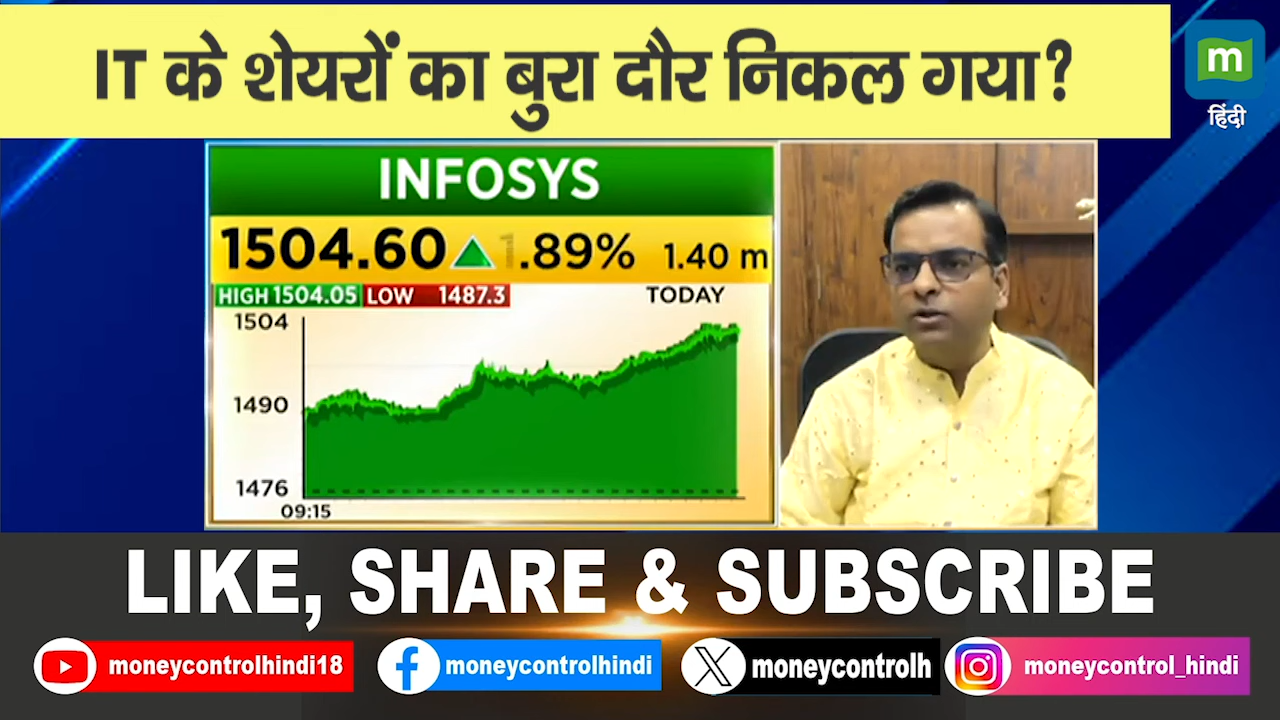 IT के शेयरों का बुरा दौर निकल गया?
m
हिंदी
INFOSYS
1504.60 .89% 1.40 m
HIGH 1504.05 LOW 1487.3 TODAY
1504
1490
1476
09:15
LIKE, SHARE & SUBSCRIBE
moneycontrolhindi18 moneycontrolhindi moneycontrolh moneycontrol_hindi